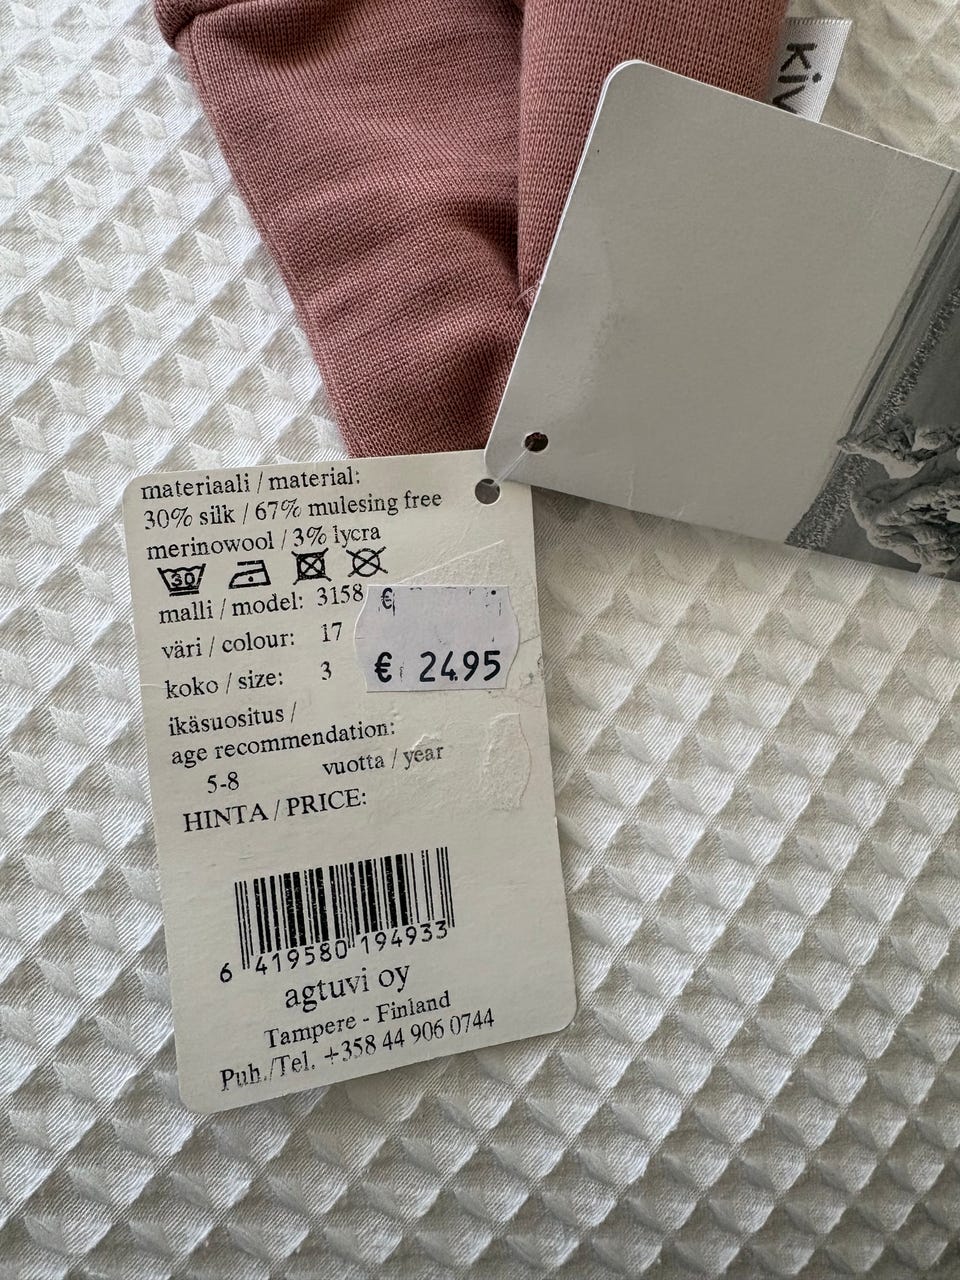 kiv
materiaali / material:
30% silk / 67% mulesing free
merinowool / 3% lycra
30
malli / model: 3158
väri / colour: 17
koko / size: 3
€
€ 24.95
ikäsuositus /
age recommendation:
5-8 vuotta / year
HINTA / PRICE:
6 419580 194933
agtuvi oy
Tampere - Finland
Puh./Tel. +358 44 906 0744